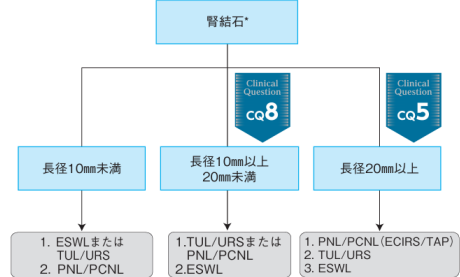 腎結石*
Clinical
Question
CQ8
Clinical
Question
CQ5
長径10㎜未満
長径10㎜以上
20㎜未満
長径20㎜以上
1. ESWLまたは
TUL/URS
2. PNL/PCNL
1.TUL/URSまたは
PNL/PCNL
2.ESWL
1. PNL/PCNL(ECIRS/TAP)
2. TUL/URS
3. ESWL